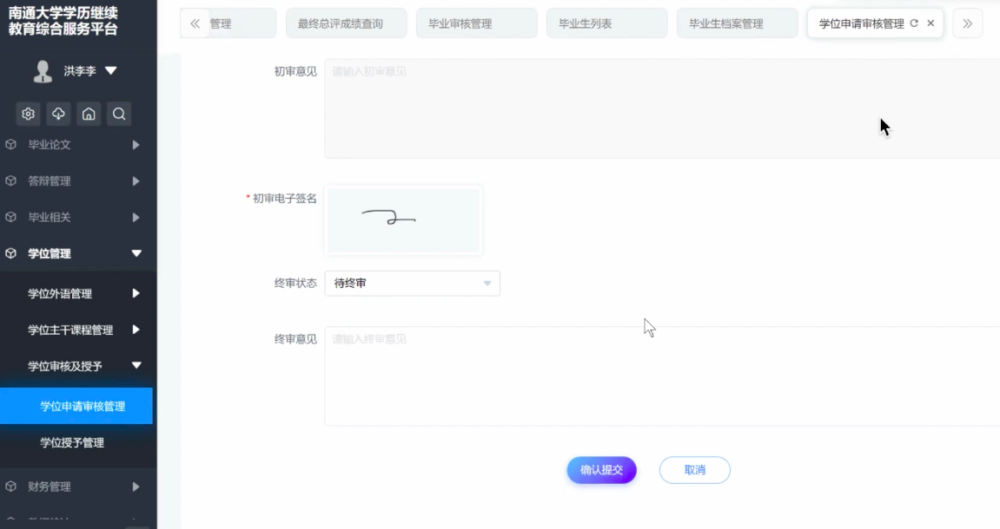 南通大学学历继续
教育综合服务平台
洪李李
毕业论文
答辩管理
毕业相关
学位管理
学位外语管理
学位主干课程管理
学位审核及授予
学位申请审核管理
学位授予管理
财务管理
管理
最终总评成绩查询
毕业审核管理
毕业生列表
毕业生档案管理
学位申请审核管理
初审意见
请输入初审意见
* 初审电子签名
终审状态
待终审
终审意见
请输入终审意见
确认提交
取消